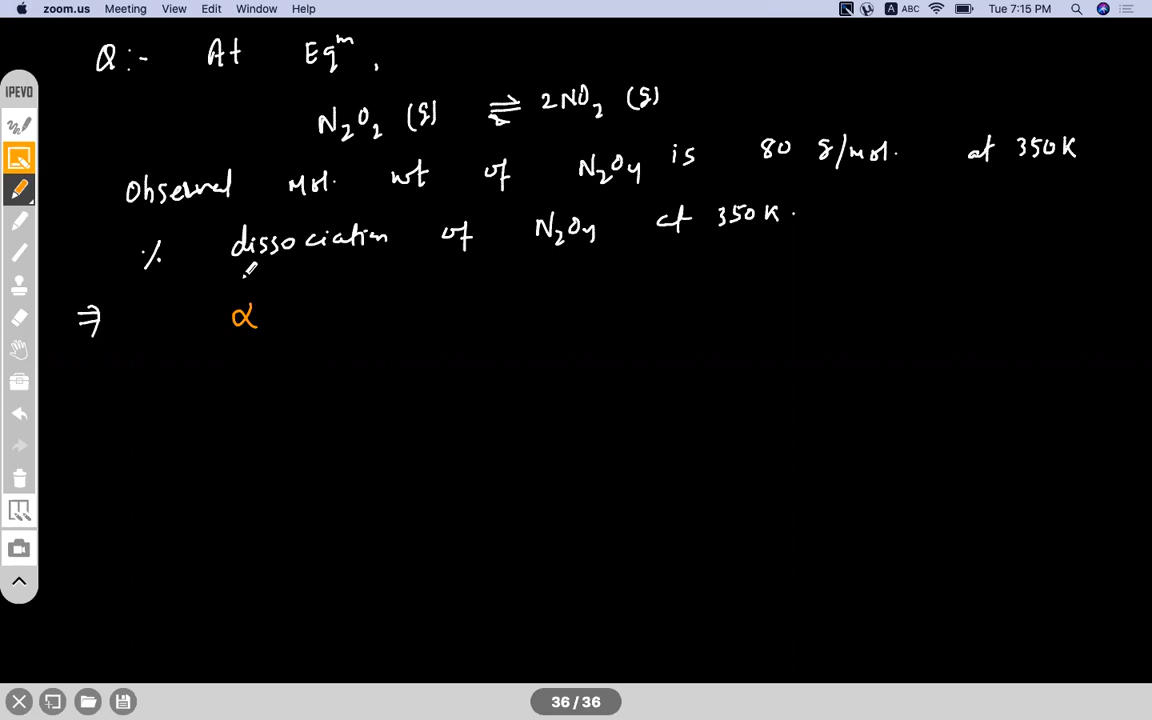 zoom.us Meeting View Edit Window Help ABC Tue 7:15 PM
Q:- At Eqᵐ,
N₂O₂ (g) ⇌ 2NO₂ (g)
Observed Mol. wt of N₂O₄ is 80 g/mol. at 350K
% dissociation of N₂O₄ at 350K.
⇒ α
IPEVO
36 / 36